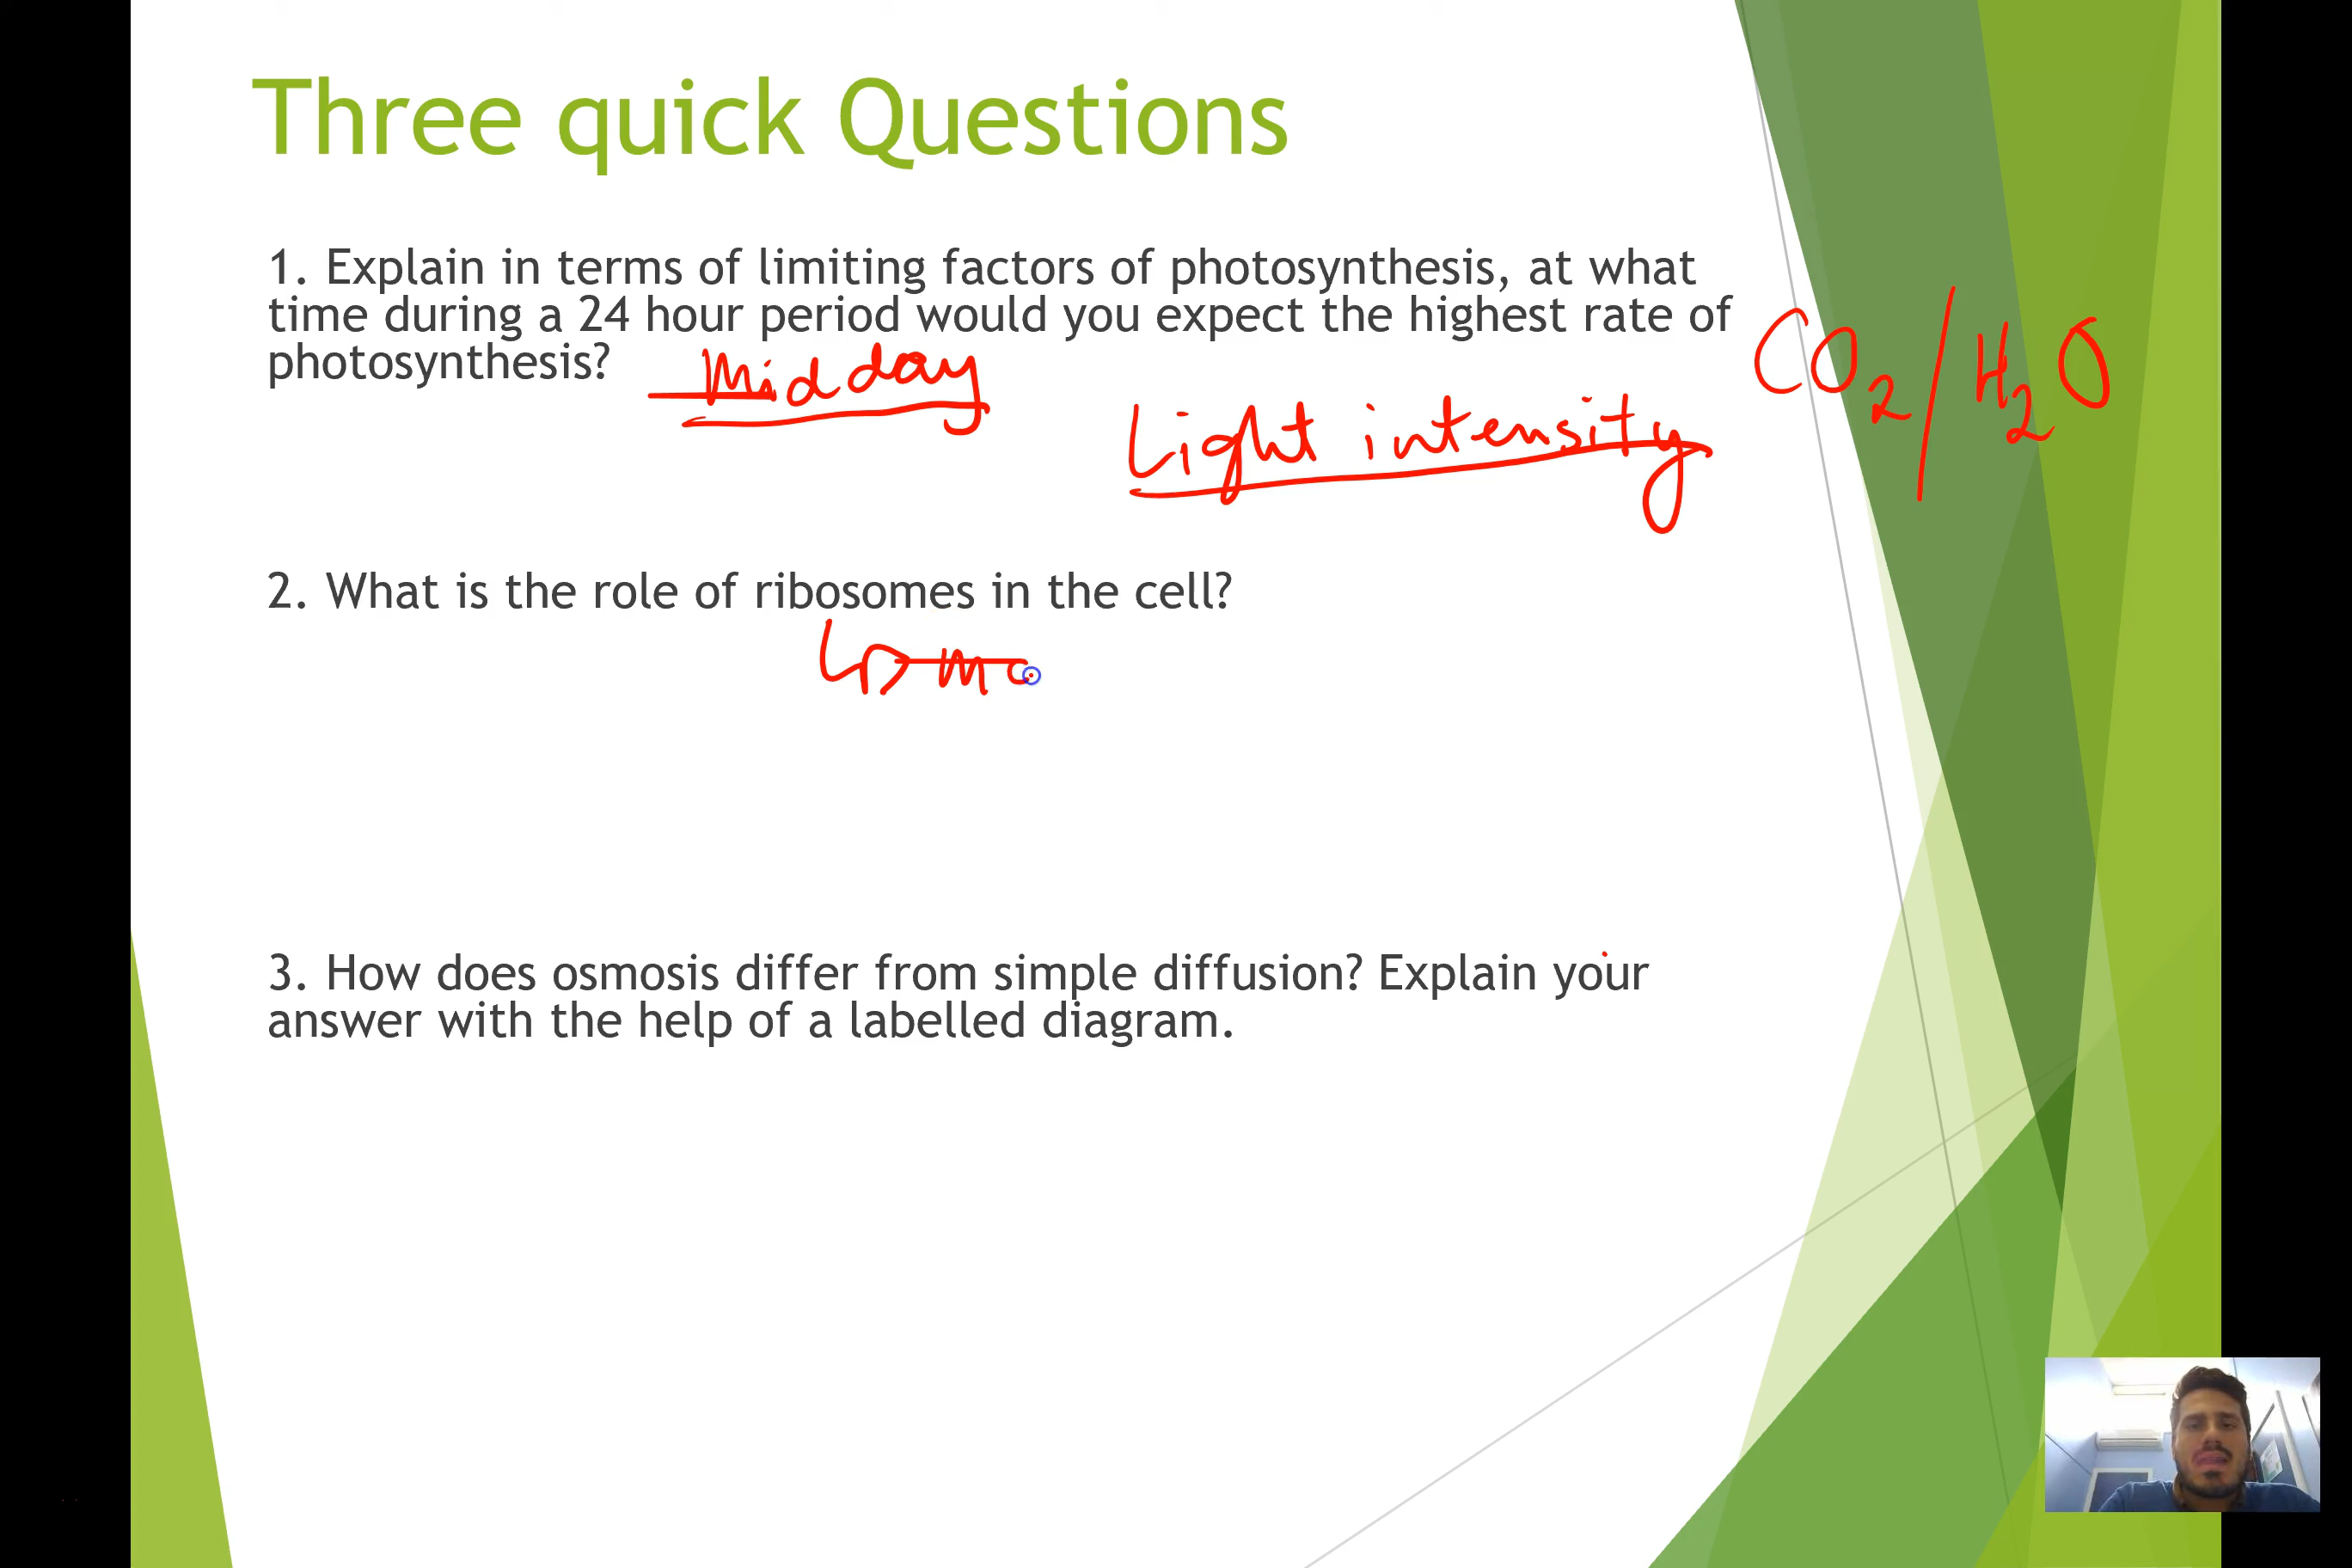 Three quick Questions
1. Explain in terms of limiting factors of photosynthesis, at what
time during a 24 hour period would you expect the highest rate of
photosynthesis? Midday
Light intensity CO2/H2O
2. What is the role of ribosomes in the cell?
3. How does osmosis differ from simple diffusion? Explain your
answer with the help of a labelled diagram.